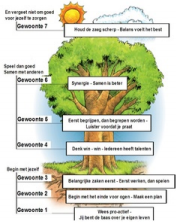 En vergeet niet om goed
voor jezelf te zorgen
Gewoonte 7
Houd de zaag scherp - Balans voelt het best
Speel dan goed
Samen met anderen
Gewoonte 6
Synergie - Samen is beter
Gewoonte 5
Eerst begrijpen, dan begrepen worden -
Luister voordat je praat
Gewoonte 4
Denk win - win - Iedereen heeft talenten
Begin met jezelf
Gewoonte 3
Belangrijke zaken eerst - Eerst werken, dan spelen
Gewoonte 2
Begin met het einde voor ogen - Maak een plan
Gewoonte 1
Wees pro-actief -
Jij bent de baas over je eigen leven